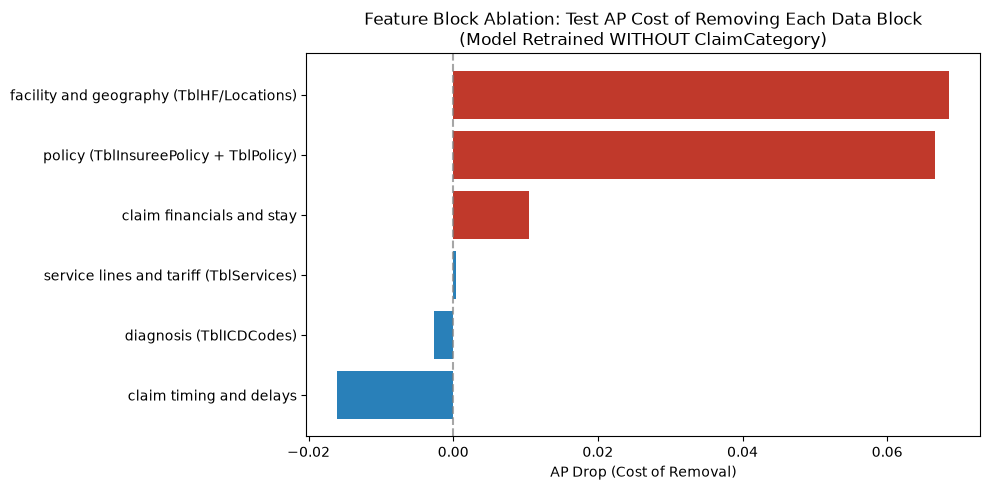 Feature Block Ablation: Test AP Cost of Removing Each Data Block
(Model Retrained WITHOUT ClaimCategory)
facility and geography (TblHF/Locations)
policy (TblInsureePolicy + TblPolicy)
claim financials and stay
service lines and tariff (TblServices)
diagnosis (TblICDCodes)
claim timing and delays
−0.02 0.00 0.02 0.04 0.06
AP Drop (Cost of Removal)